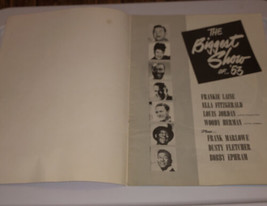 THE
Biggest
Show
OF '53
FRANKIE LAINE
ELLA FITZGERALD
LOUIS JORDAN
WOODY HERMAN
Plus
FRANK MARLOWE
DUSTY FLETCHER
BOBBY EPHRAM